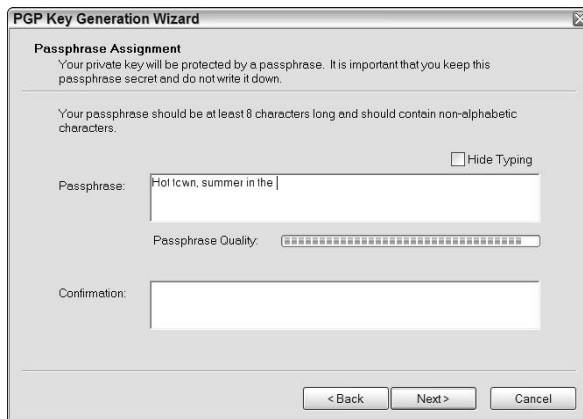 PGP Key Generation Wizard
Passphrase Assignment
Your private key will be protected by a passphrase. It is important that you keep this
passphrase secret and do not write it down.
Your passphrase should be at least 8 characters long and should contain non-alphabetic
characters.
Hide Typing
Passphrase: Hot town, summer in the
Passphrase Quality:
Confirmation:
< Back Next > Cancel